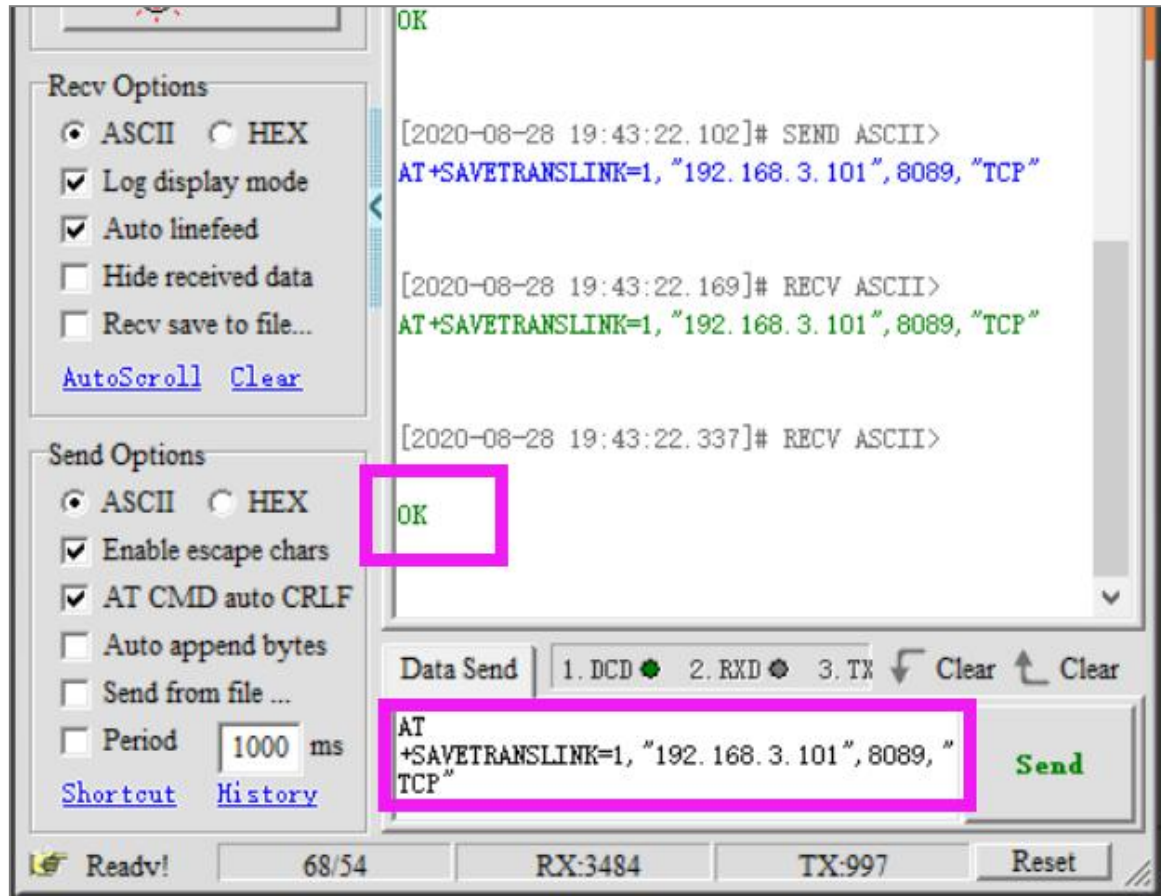 OK
Recv Options
ASCII HEX
Log display mode
Auto linefeed
Hide received data
Recv save to file...
AutoScroll Clear
[2020-08-28 19:43:22.102]# SEND ASCII>
AT+SAVETRANSLINK=1,"192.168.3.101",8089,"TCP"
[2020-08-28 19:43:22.169]# RECV ASCII>
AT+SAVETRANSLINK=1,"192.168.3.101",8089,"TCP"
[2020-08-28 19:43:22.337]# RECV ASCII>
OK
Send Options
ASCII HEX
Enable escape chars
AT CMD auto CRLF
Auto append bytes
Send from file ...
Period 1000 ms
Shortcut History
Data Send 1. DCD 2. RXD 3. TX Clear Clear
AT
+SAVETRANSLINK=1,"192.168.3.101",8089,"
TCP"
Send
Ready! 68/54 RX:3484 TX:997 Reset